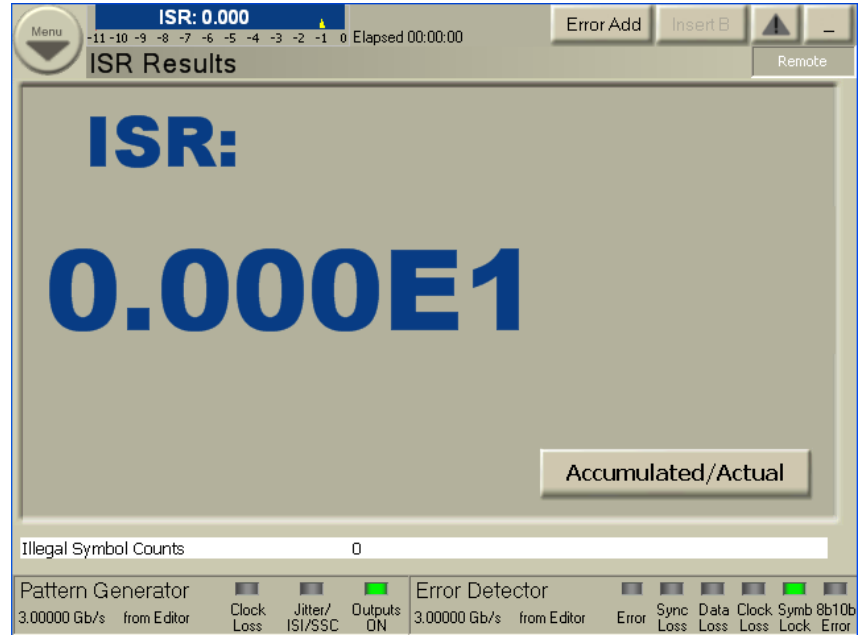 Menu
ISR: 0.000
-11 -10 -9 -8 -7 -6 -5 -4 -3 -2 -1 0 Elapsed 00:00:00
Error Add
Insert B
ISR Results
Remote
ISR:
0.000E1
Accumulated/Actual
Illegal Symbol Counts 0
Pattern Generator
3.00000 Gb/s from Editor
Clock Loss
Jitter/ ISI/SSC
Outputs ON
Error Detector
3.00000 Gb/s from Editor
Error
Sync Loss
Data Loss
Clock Loss
Symb Lock
8b10b Error